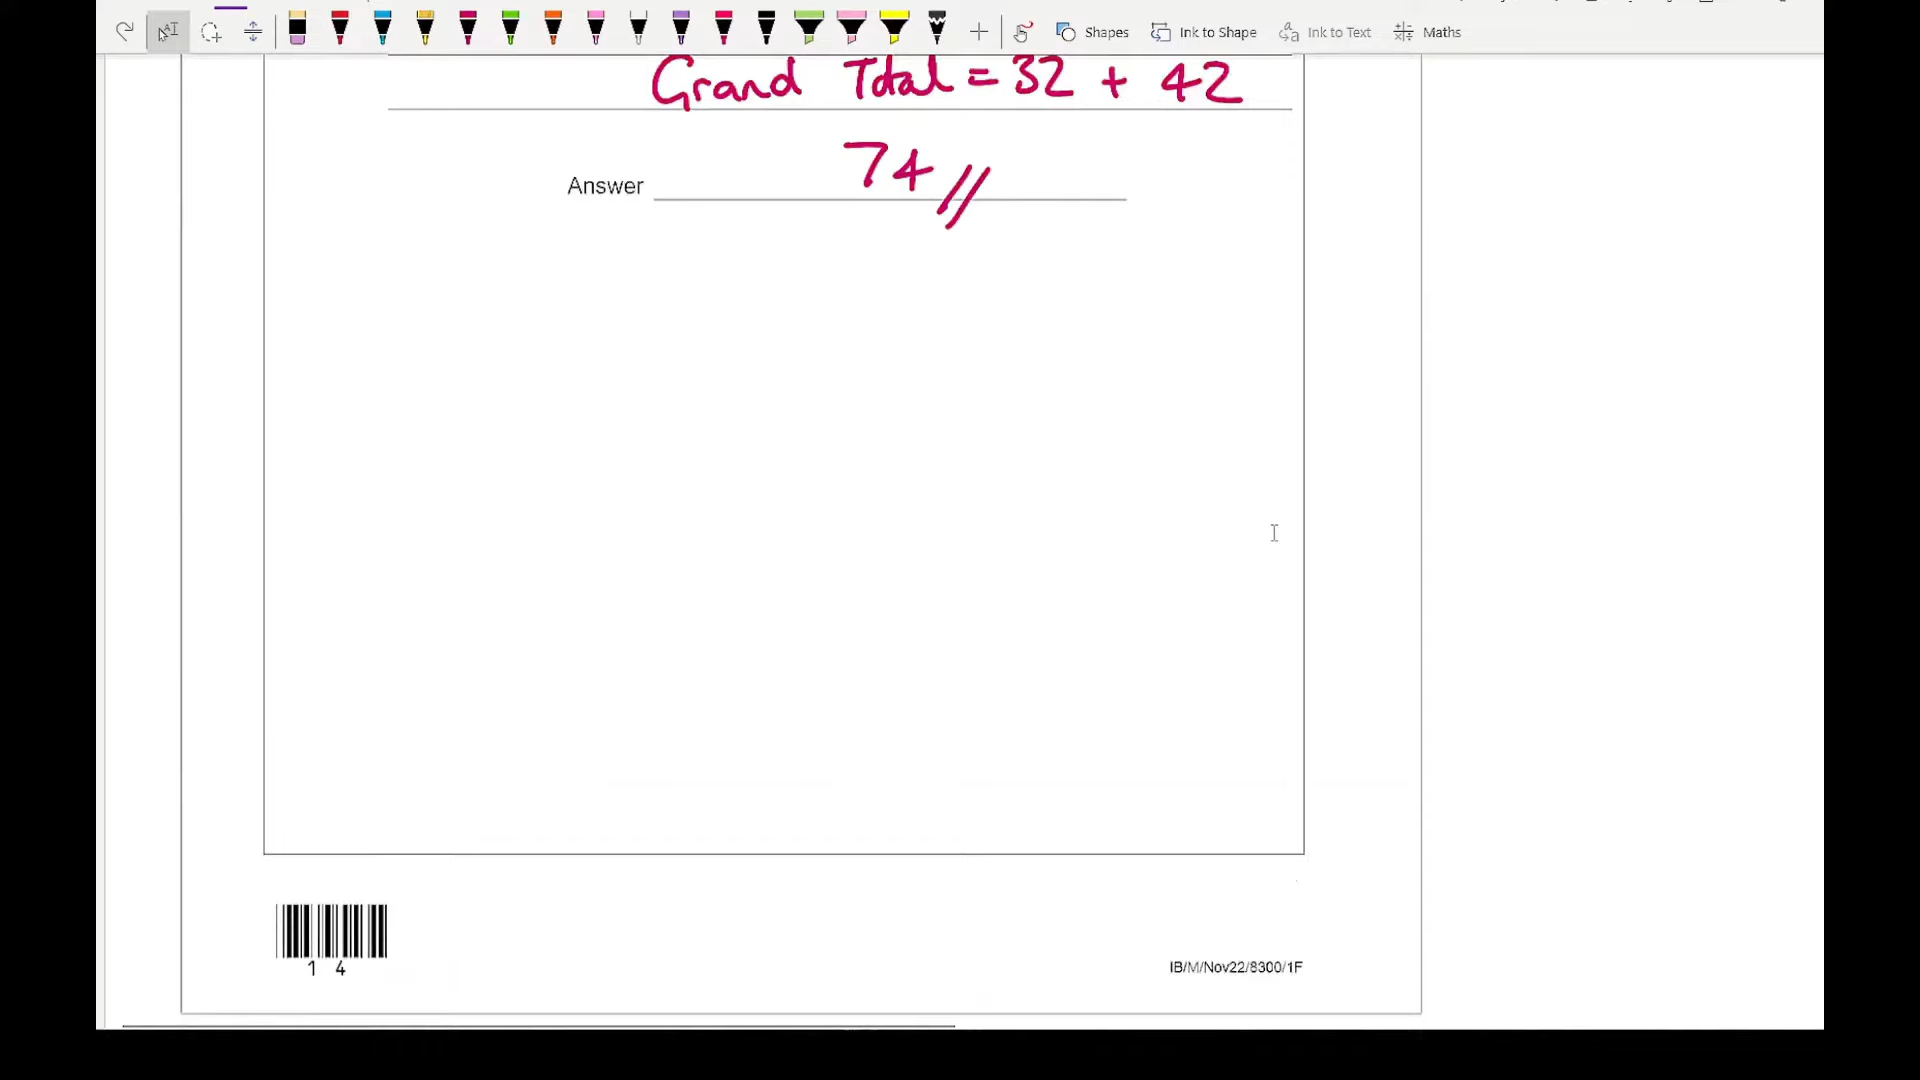 Shapes Ink to Shape Ink to Text Maths
Grand Total = 32 + 42
74
Answer
1 4
IB/M/Nov22/8300/1F